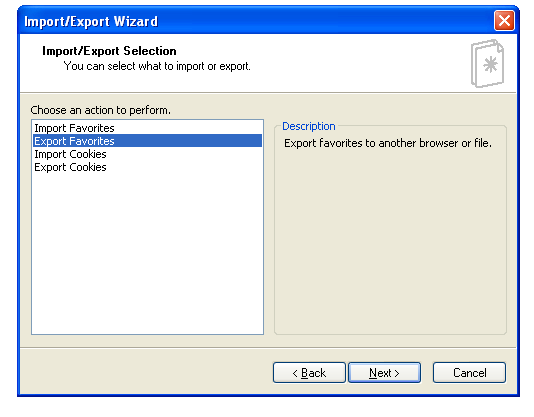 Import/Export Wizard
Import/Export Selection
You can select what to import or export.
Choose an action to perform.
Import Favorites
Export Favorites
Import Cookies
Export Cookies
Description
Export favorites to another browser or file.
< Back
Next >
Cancel